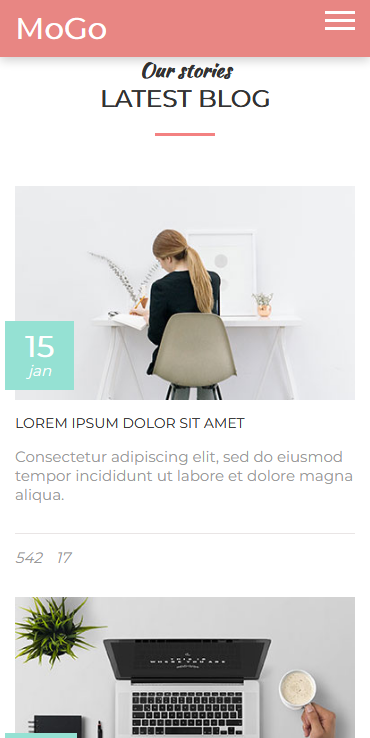 MoGo
Our stories
LATEST BLOG
15
jan
LOREM IPSUM DOLOR SIT AMET
Consectetur adipiscing elit, sed do eiusmod
tempor incididunt ut labore et dolore magna
aliqua.
542 17